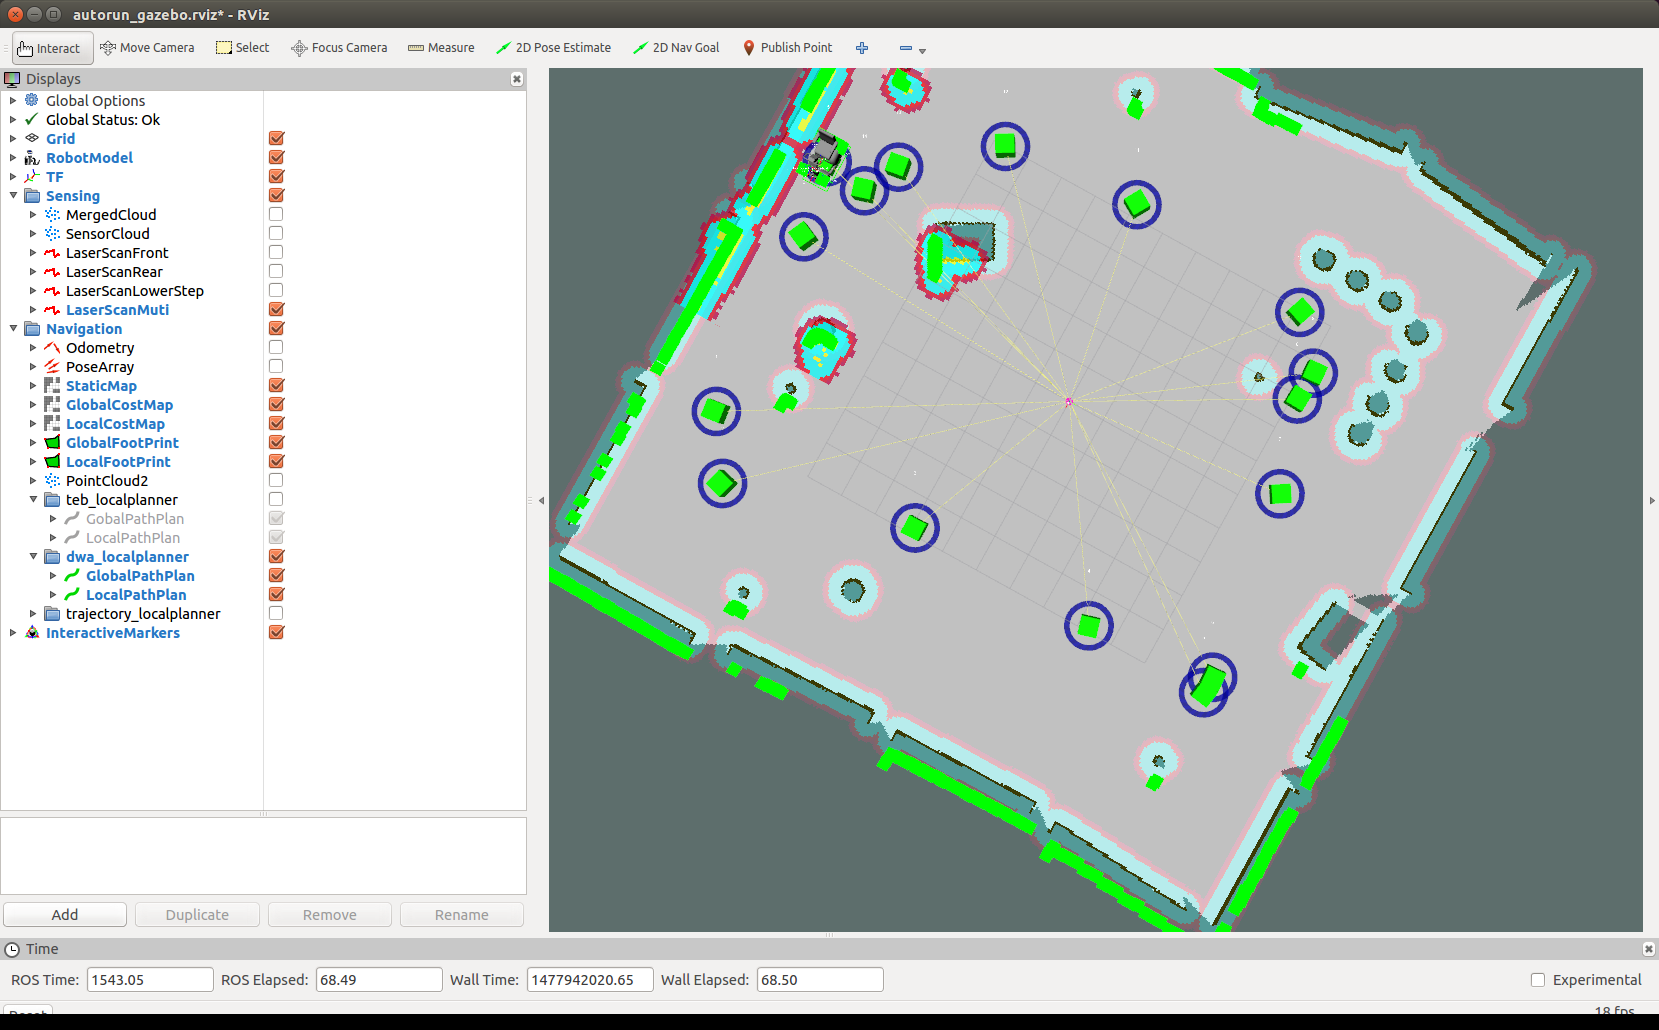 autorun_gazebo.rviz* - RViz
Interact Move Camera Select Focus Camera Measure 2D Pose Estimate 2D Nav Goal Publish Point
Displays
Global Options
Global Status: Ok
Grid
RobotModel
TF
Sensing
MergedCloud
SensorCloud
LaserScanFront
LaserScanRear
LaserScanLowerStep
LaserScanMuti
Navigation
Odometry
PoseArray
StaticMap
GlobalCostMap
LocalCostMap
GlobalFootPrint
LocalFootPrint
PointCloud2
teb_localplanner
GobalPathPlan
LocalPathPlan
dwa_localplanner
GlobalPathPlan
LocalPathPlan
trajectory_localplanner
InteractiveMarkers
Add Duplicate Remove Rename
Time
ROS Time: 1543.05 ROS Elapsed: 68.49 Wall Time: 1477942020.65 Wall Elapsed: 68.50 Experimental
Reset 18 fps